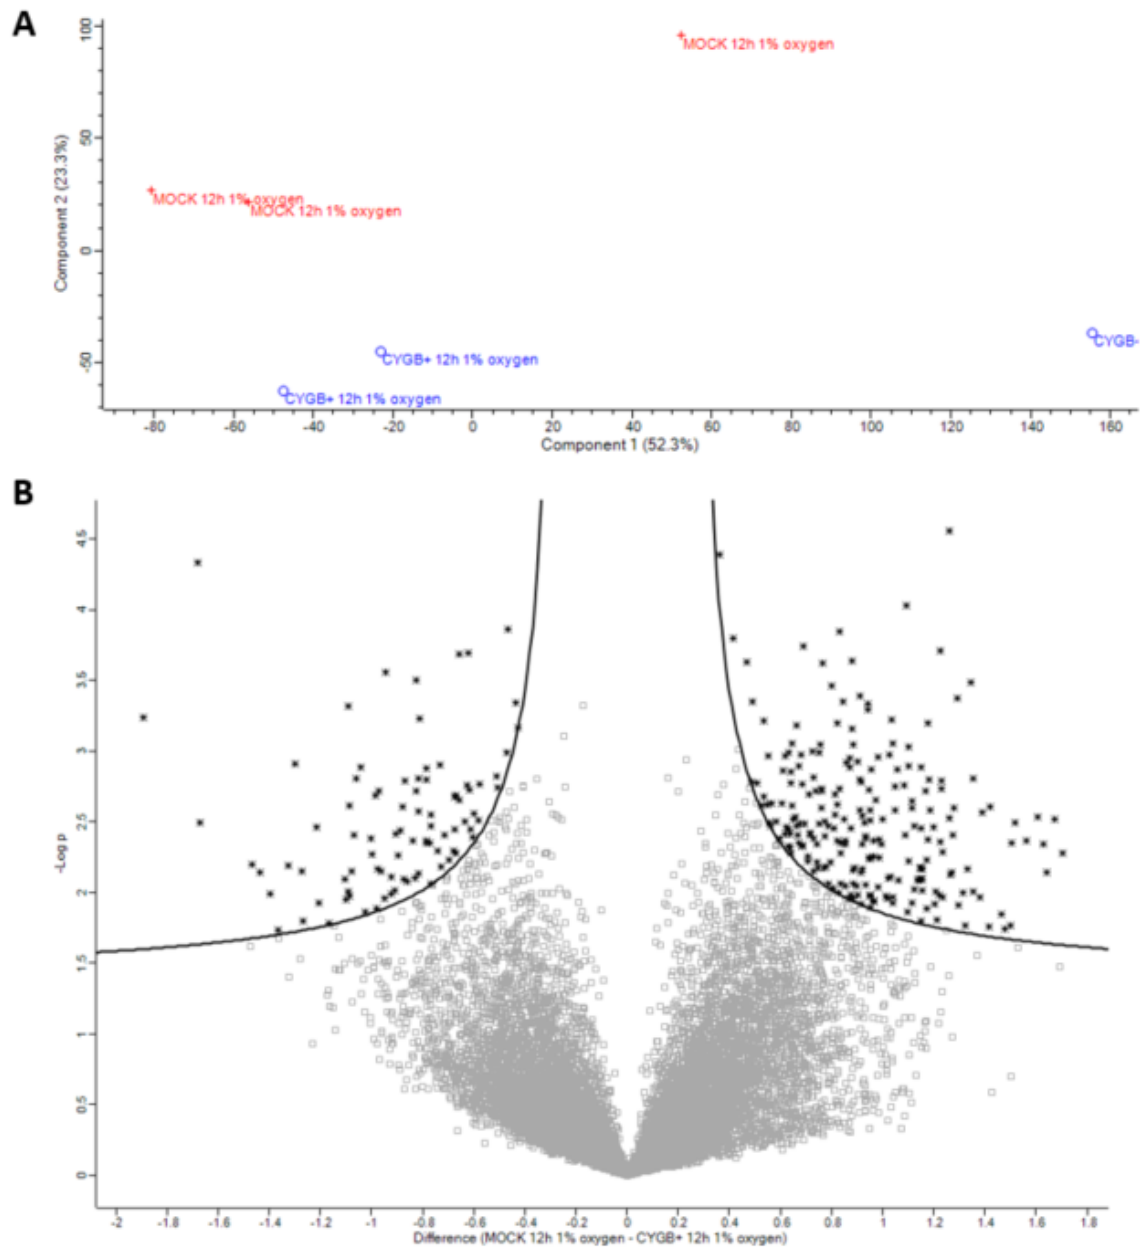 A
100
50
0
-50
Component 2 (23.3%)
MOCK 12h 1% oxygen
MOCK 12h 1% oxygen
MOCK 12h 1% oxygen
CYGB+ 12h 1% oxygen
CYGB+ 12h 1% oxygen
CYGB-
-80 -60 -40 -20 0 20 40 60 80 100 120 140 160
Component 1 (52.3%)
B
4.5
4
3.5
3
2.5
2
1.5
1
0.5
0
-Log p
-2 -1.8 -1.6 -1.4 -1.2 -1 -0.8 -0.6 -0.4 -0.2 0 0.2 0.4 0.6 0.8 1 1.2 1.4 1.6 1.8
Difference (MOCK 12h 1% oxygen - CYGB+ 12h 1% oxygen)